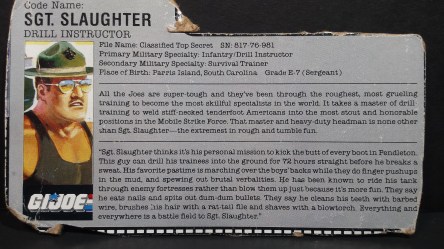 Code Name:
SGT. SLAUGHTER
DRILL INSTRUCTOR
File Name: Classified Top Secret SN: 817-76-981
Primary Military Specialty: Infantry/Drill Instructor
Secondary Military Specialty: Survival Trainer
Place of Birth: Parris Island, South Carolina Grade E-7 (Sergeant)
All the Joes are super-tough and they've been through the roughest, most grueling
training to become the most skillful specialists in the world. It takes a master of drill-
training to weld stiff-necked tenderfoot Americans into the most stout and honorable
positions in the Mobile Strike Force. That master and heavy-duty headman is none other
than Sgt. Slaughter—the extremest in rough and tumble fun.
"Sgt. Slaughter thinks it's his personal mission to kick the butt of every boot in Pendleton.
This guy can drill his trainees into the ground for 72 hours straight before he breaks a
sweat. His favorite pastime is marching over the boys' backs while they do finger pushups
in the mud, and spewing out brutal verbalities. He has been known to ride his tank
through enemy fortresses rather than blow them up just because it's more fun. They say
he eats nails and spits out dum-dum bullets. They say he cleans his teeth with barbed
wire, brushes his hair with a rat-tail file and shaves with a blowtorch. Everything and
everywhere is a battle field to Sgt. Slaughter."
GI JOE